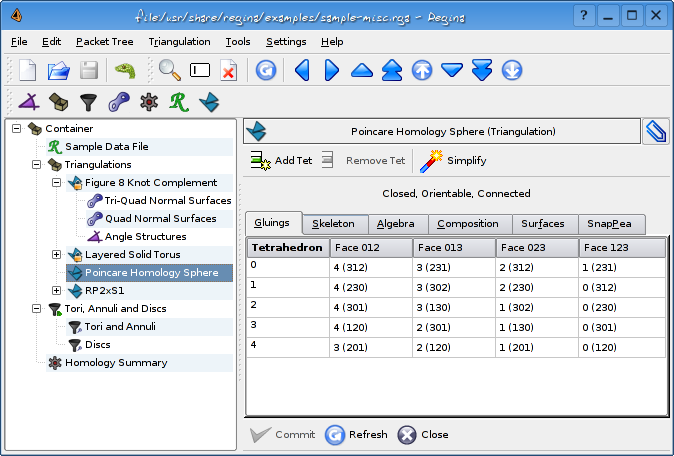 file/usr/share/regina/examples/sample-misc.rga - Regina
File Edit Packet Tree Triangulation Tools Settings Help
Container
Sample Data File
Triangulations
Figure 8 Knot Complement
Tri-Quad Normal Surfaces
Quad Normal Surfaces
Angle Structures
Layered Solid Torus
Poincare Homology Sphere
RP2xS1
Tori, Annuli and Discs
Tori and Annuli
Discs
Homology Summary
Poincare Homology Sphere (Triangulation)
Add Tet Remove Tet Simplify
Closed, Orientable, Connected
Gluings Skeleton Algebra Composition Surfaces SnapPea
Tetrahedron Face 012 Face 013 Face 023 Face 123
0 4 (312) 3 (231) 2 (312) 1 (231)
1 4 (230) 3 (302) 2 (230) 0 (312)
2 4 (301) 3 (130) 1 (302) 0 (230)
3 4 (120) 2 (301) 1 (130) 0 (301)
4 3 (201) 2 (120) 1 (201) 0 (120)
Commit Refresh Close